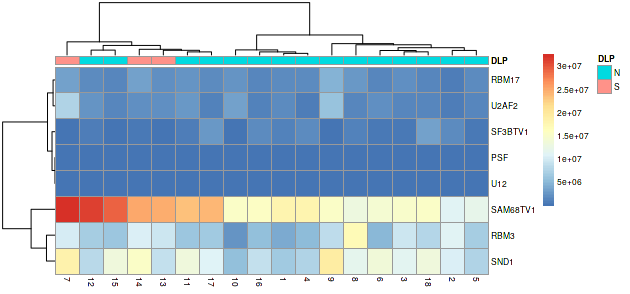 DLP
RBM17
U2AF2
SF3BTV1
PSF
U12
SAM68TV1
RBM3
SND1
7 12 15 14 13 11 17 10 16 1 4 9 8 6 3 18 2 5
3e+07
2.5e+07
2e+07
1.5e+07
1e+07
5e+06
DLP
N
S